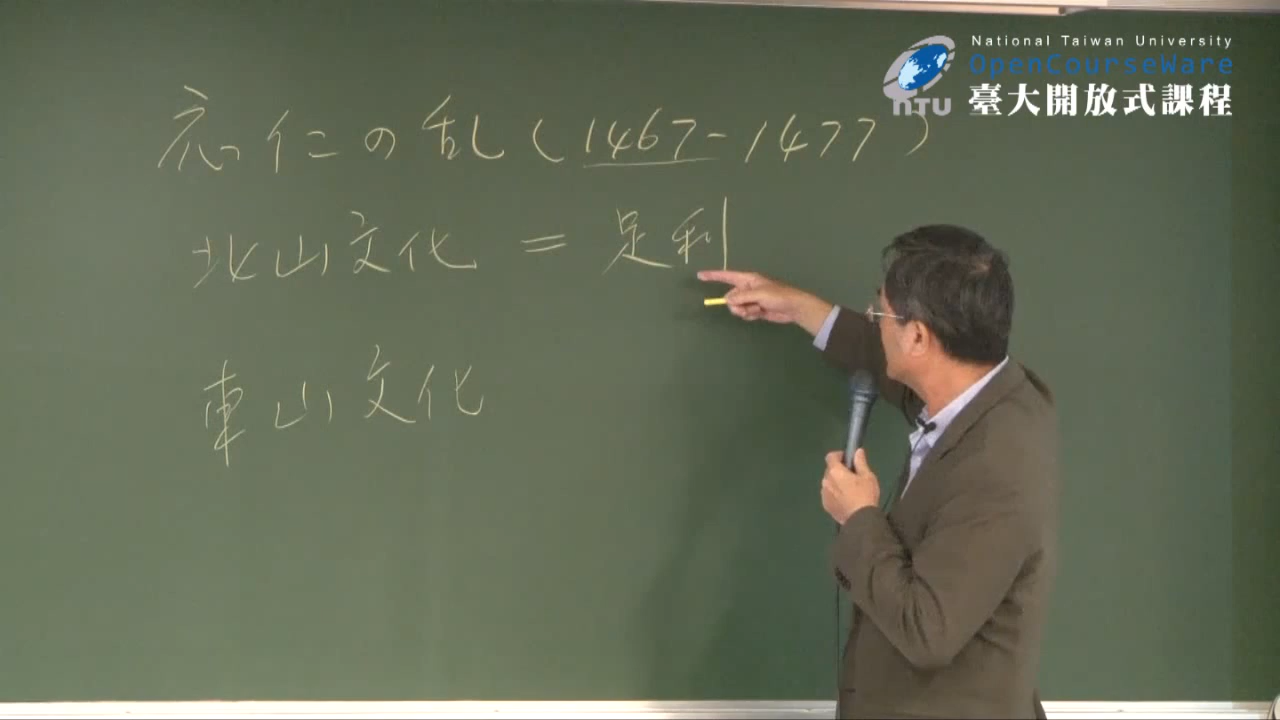 National Taiwan University
OpenCourseWare
NTU 臺大開放式課程
応仁の乱(1467-1477)
北山文化=足利
東山文化